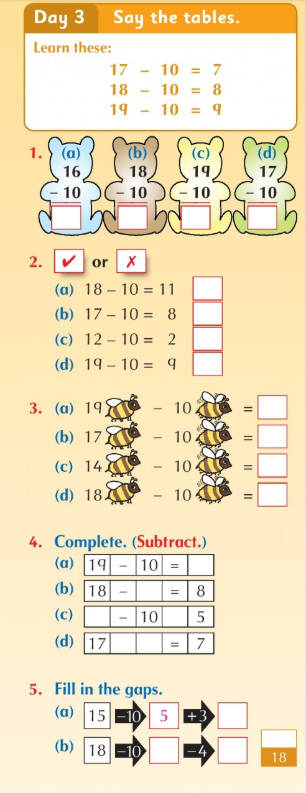 Day 3 Say the tables.
Learn these:
17 – 10 = 7
18 – 10 = 8
19 – 10 = 9
1. (a) (b) (c) (d)
16 18 19 17
– 10 – 10 – 10 – 10
2. ✔ or ✗
(a) 18 – 10 = 11
(b) 17 – 10 = 8
(c) 12 – 10 = 2
(d) 19 – 10 = 9
3. (a) 19 – 10 =
(b) 17 – 10 =
(c) 14 – 10 =
(d) 18 – 10 =
4. Complete. (Subtract.)
(a) 19 – 10 =
(b) 18 – = 8
(c) – 10 5
(d) 17 = 7
5. Fill in the gaps.
(a) 15 –10 5 +3
(b) 18 –10 –4
18